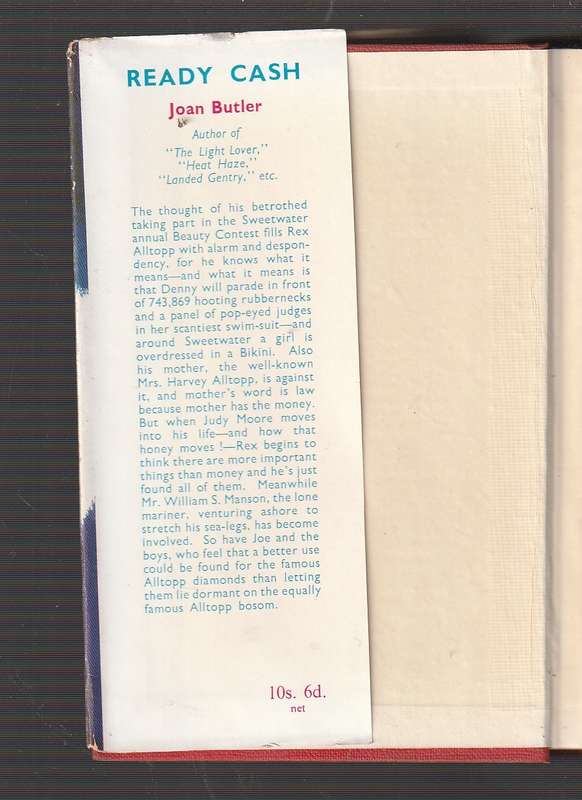 READY CASH
Joan Butler
Author of
"The Light Lover,"
"Heat Haze,"
"Landed Gentry," etc.
The thought of his betrothed
taking part in the Sweetwater
annual Beauty Contest fills Rex
Alltopp with alarm and despon-
dency, for he knows what it
means—and what it means is
that Denny will parade in front
of 743,869 hooting rubbernecks
and a panel of pop-eyed judges
in her scantiest swim-suit—and
around Sweetwater a girl is
overdressed in a Bikini. Also
his mother, the well-known
Mrs. Harvey Alltopp, is against
it, and mother's word is law
because mother has the money.
But when Judy Moore moves
into his life—and how that
honey moves !—Rex begins to
think there are more important
things than money and he's just
found all of them. Meanwhile
Mr. William S. Manson, the lone
mariner, venturing ashore to
stretch his sea-legs, has become
involved. So have Joe and the
boys, who feel that a better use
could be found for the famous
Alltopp diamonds than letting
them lie dormant on the equally
famous Alltopp bosom.
10s. 6d.
net